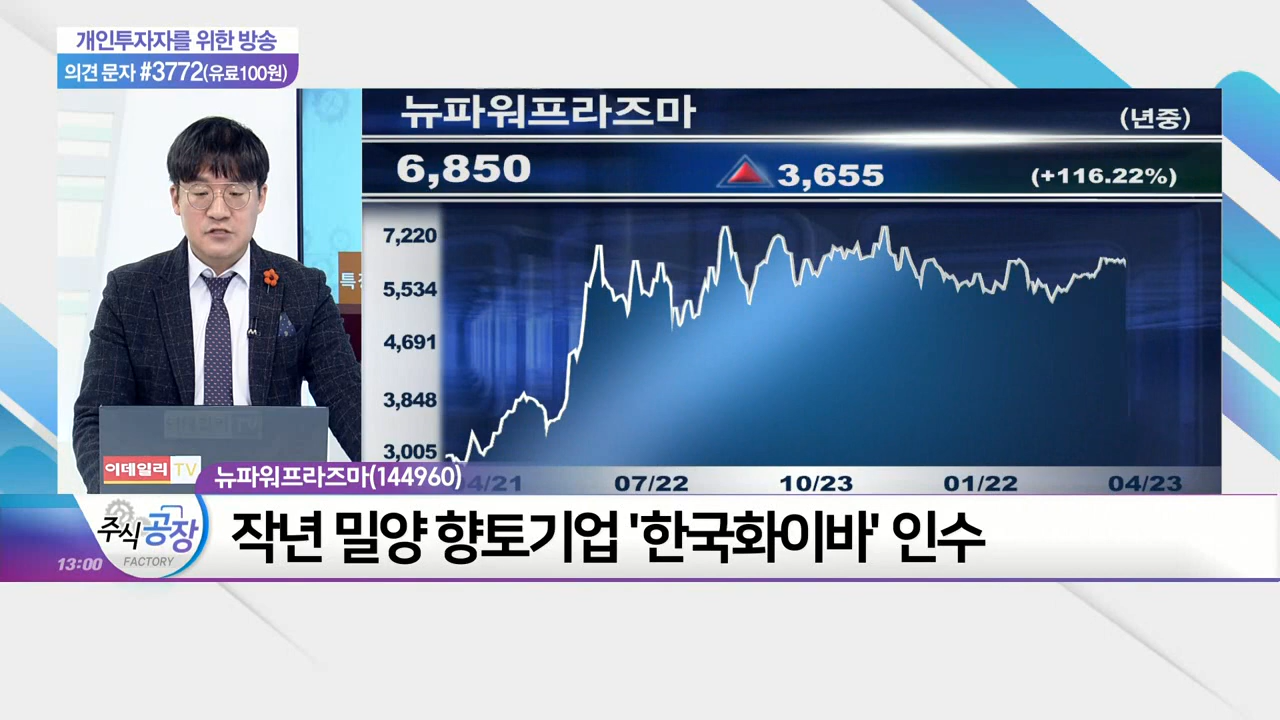 개인투자자를 위한 방송
의견 문자 #3772(유료100원)
뉴파워프라즈마
(년중)
6,850
3,655
(+116.22%)
7,220
5,534
4,691
3,848
3,005
04/21
07/22
10/23
01/22
04/23
특
이데일리 TV
뉴파워프라즈마(144960)
주식공장
FACTORY
13:00
작년 밀양 향토기업 '한국화이바' 인수